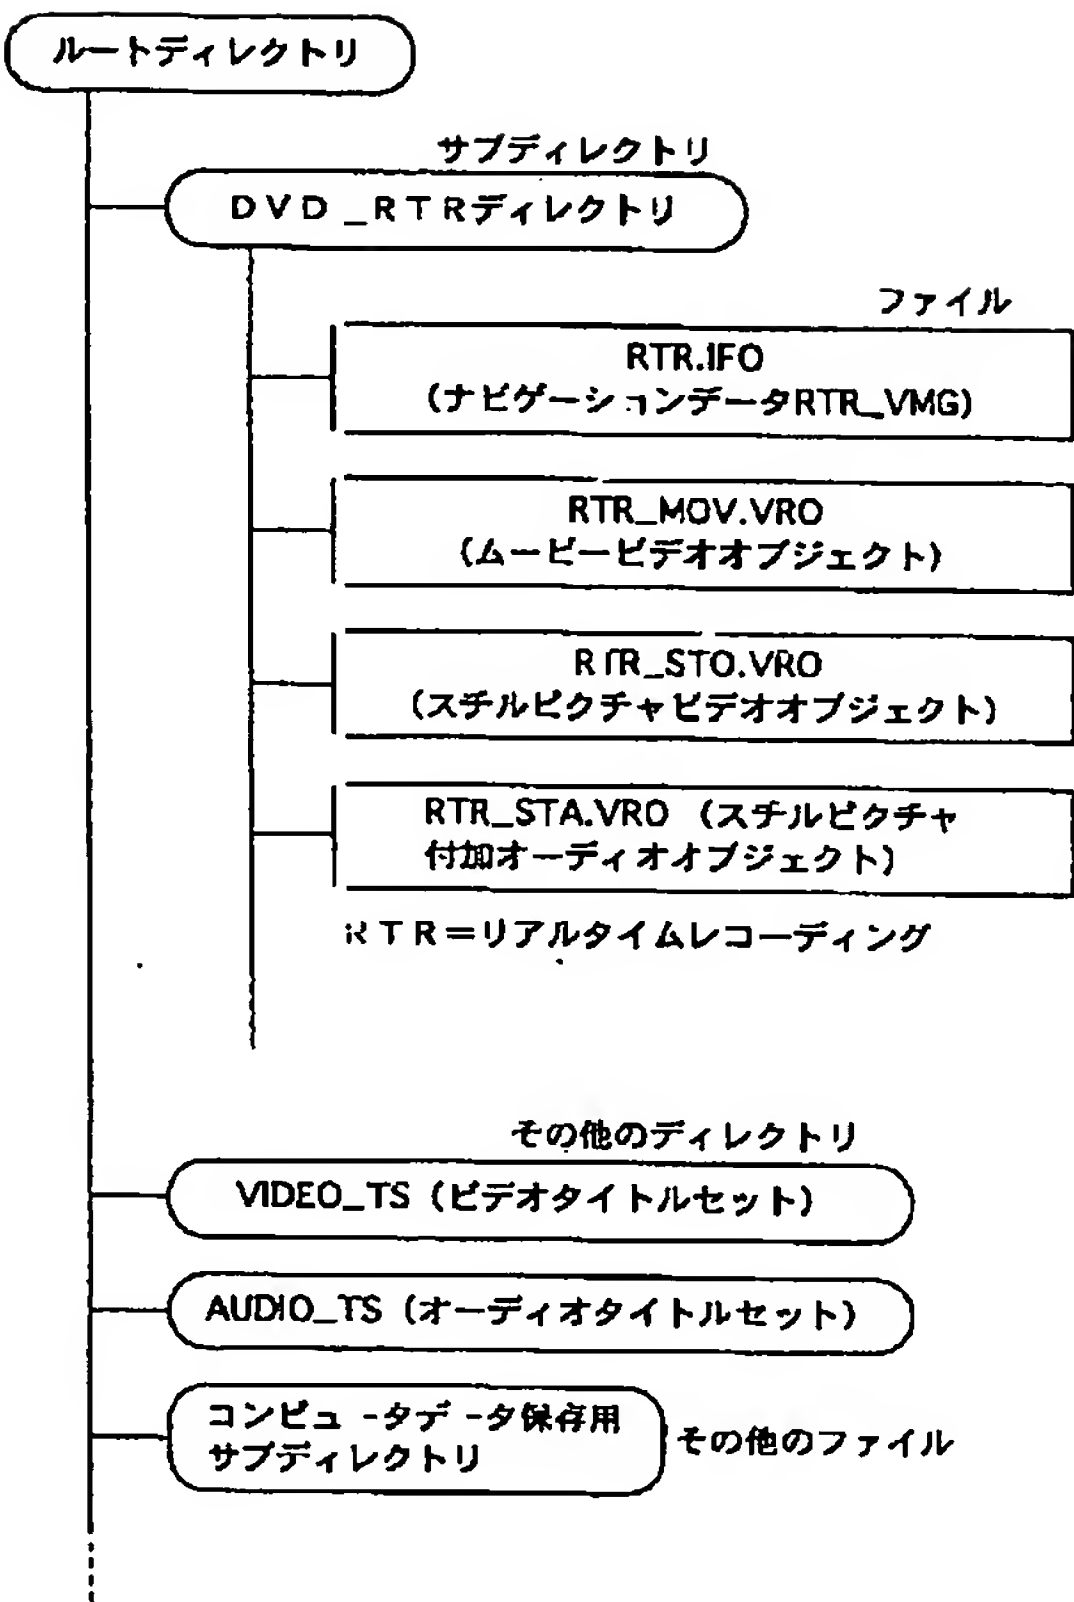 ルートディレクトリ
サブディレクトリ
DVD_RTRディレクトリ
ファイル
RTR.IFO
(ナビゲーションデータRTR_VMG)
RTR_MOV.VRO
(ムービービデオオブジェクト)
RTR_STO.VRO
(スチルピクチャビデオオブジェクト)
RTR_STA.VRO (スチルピクチャ
付加オーディオオブジェクト)
RTR=リアルタイムレコーディング
その他のディレクトリ
VIDEO_TS (ビデオタイトルセット)
AUDIO_TS (オーディオタイトルセット)
コンピュータデータ保存用
サブディレクトリ
その他のファイル